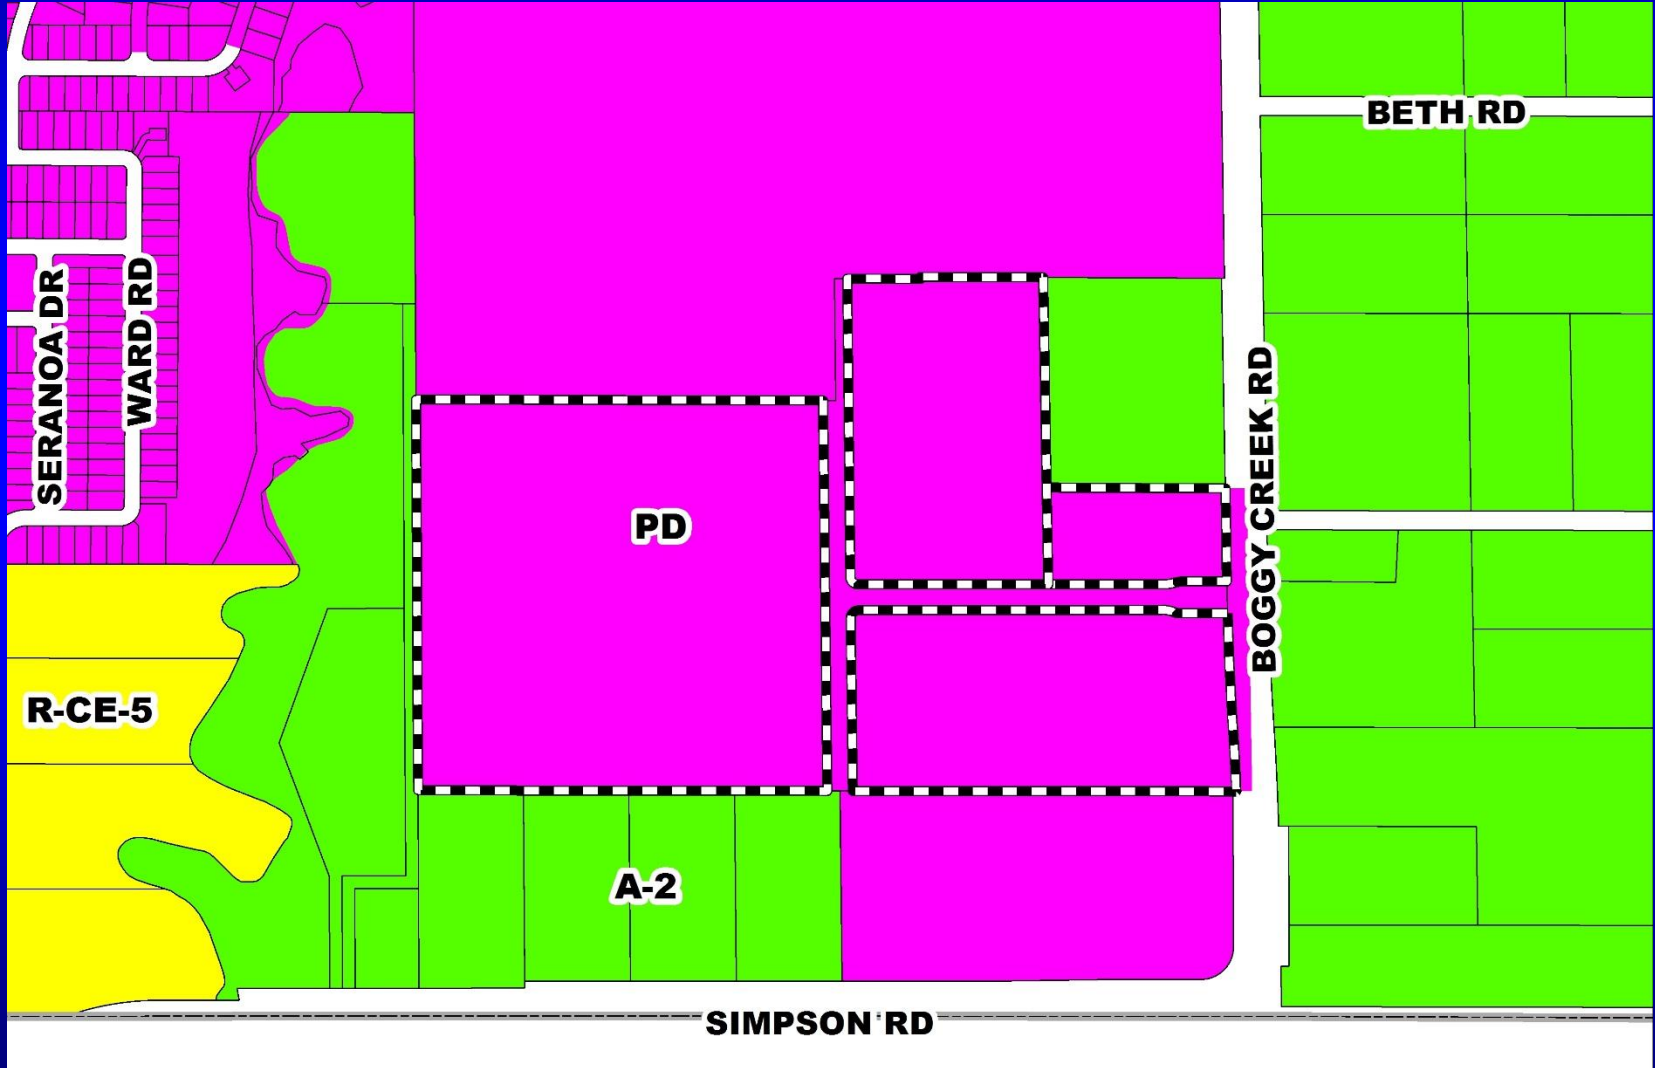 BETH RD
SERANOA DR
WARD RD
BOGGY CREEK RD
PD
R-CE-5
A-2
SIMPSON RD